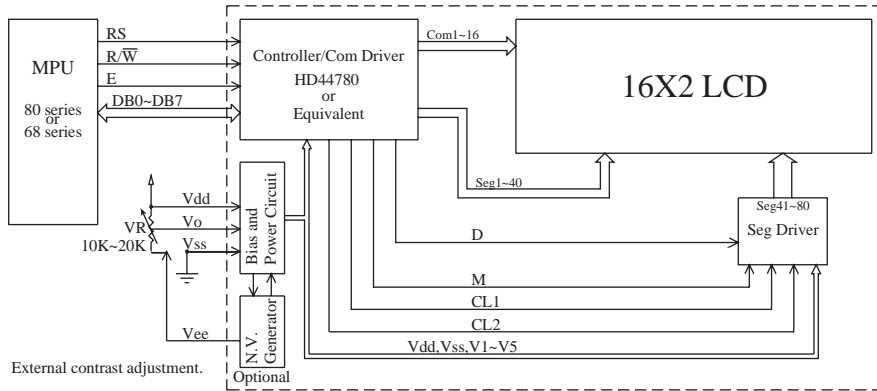 MPU
80 series
or
68 series
RS
R/W̅
E
DB0~DB7
Controller/Com Driver
HD44780
or
Equivalent
Com1~16
16X2 LCD
Seg1~40
Seg41~80
Seg Driver
D
M
CL1
CL2
Vdd,Vss,V1~V5
Vdd
Vo
Vss
VR
10K~20K
Bias and
Power Circuit
Vee
N.V.
Generator
Optional
External contrast adjustment.